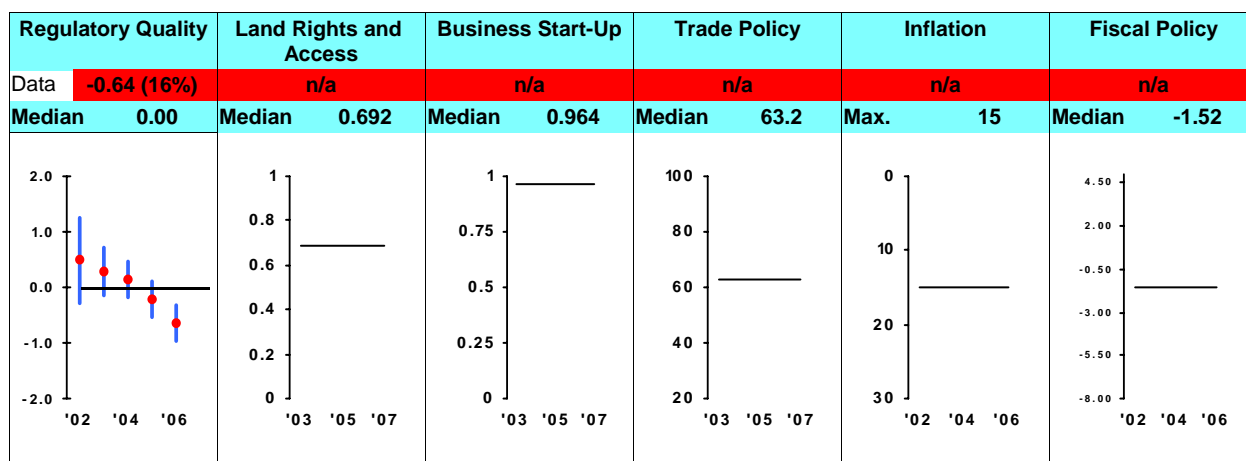 Regulatory Quality
Data -0.64 (16%)
Median 0.00
2.0
1.0
0.0
-1.0
-2.0
'02 '04 '06
Land Rights and
Access
n/a
Median 0.692
1
0.8
0.6
0.4
0.2
0
'03 '05 '07
Business Start-Up
n/a
Median 0.964
1
0.75
0.5
0.25
0
'03 '05 '07
Trade Policy
n/a
Median 63.2
100
80
60
40
20
'03 '05 '07
Inflation
n/a
Max. 15
0
10
20
30
'02 '04 '06
Fiscal Policy
n/a
Median -1.52
4.50
2.00
-0.50
-3.00
-5.50
-8.00
'02 '04 '06